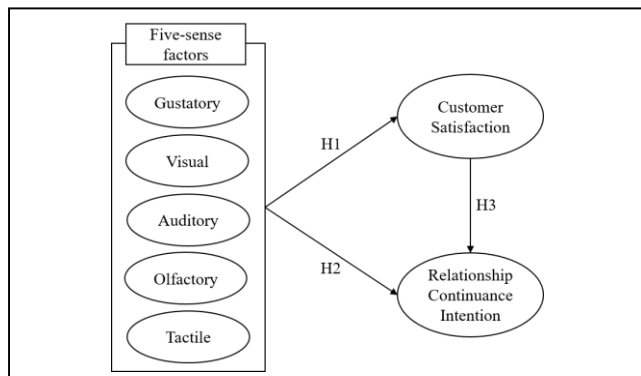 Five-sense
factors
Gustatory
Visual
Auditory
Olfactory
Tactile
H1
H2
Customer
Satisfaction
H3
Relationship
Continuance
Intention